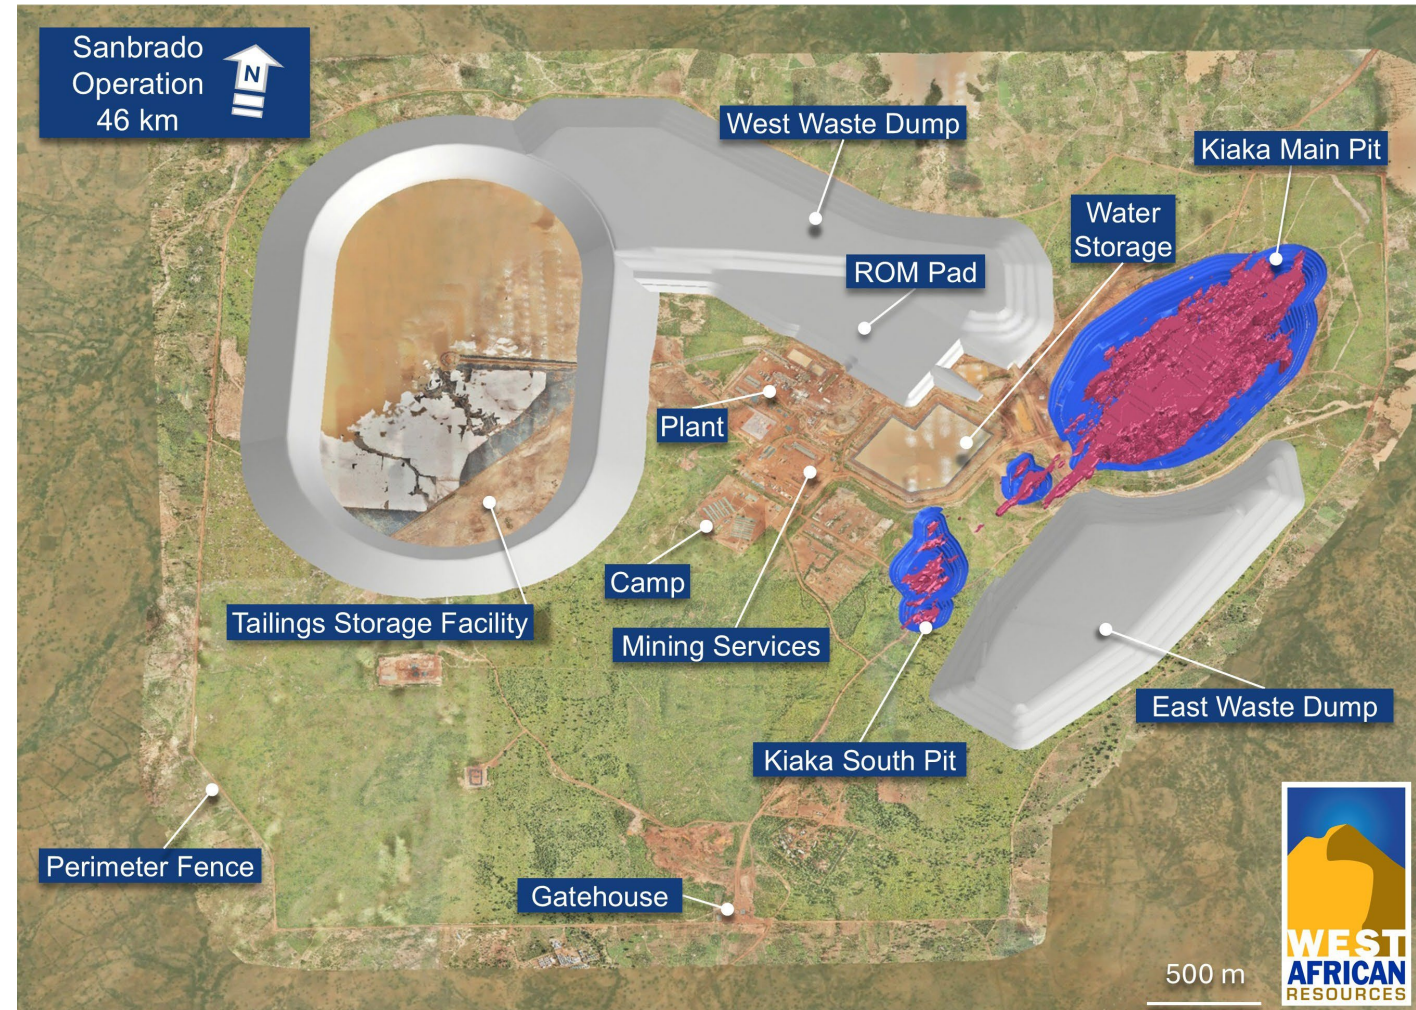 Sanbrado
Operation
46 km
N
West Waste Dump
Kiaka Main Pit
Water
Storage
ROM Pad
Plant
Camp
Tailings Storage Facility
Mining Services
East Waste Dump
Kiaka South Pit
Perimeter Fence
Gatehouse
500 m
WEST
AFRICAN
RESOURCES